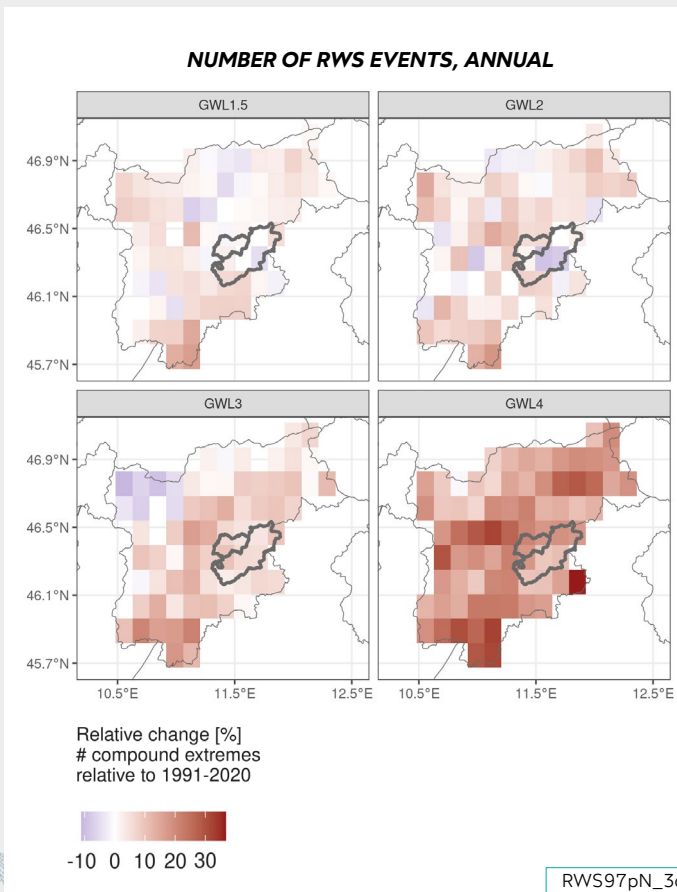 NUMBER OF RWS EVENTS, ANNUAL
GWL1.5
GWL2
46.9°N
46.5°N
46.1°N
45.7°N
GWL3
GWL4
46.9°N
46.5°N
46.1°N
45.7°N
10.5°E 11.5°E 12.5°E 10.5°E 11.5°E 12.5°E
Relative change [%]
# compound extremes
relative to 1991-2020
-10 0 10 20 30